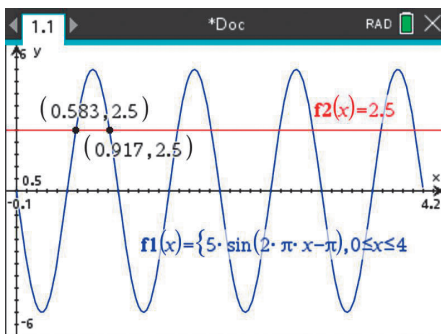 1.1 *Doc RAD
6 y
(0.583,2.5)
f2(x)=2.5
(0.917,2.5)
0.5 x
-0.1 4.2
f1(x)={5· sin(2· π· x-π),0≤x≤4
-6